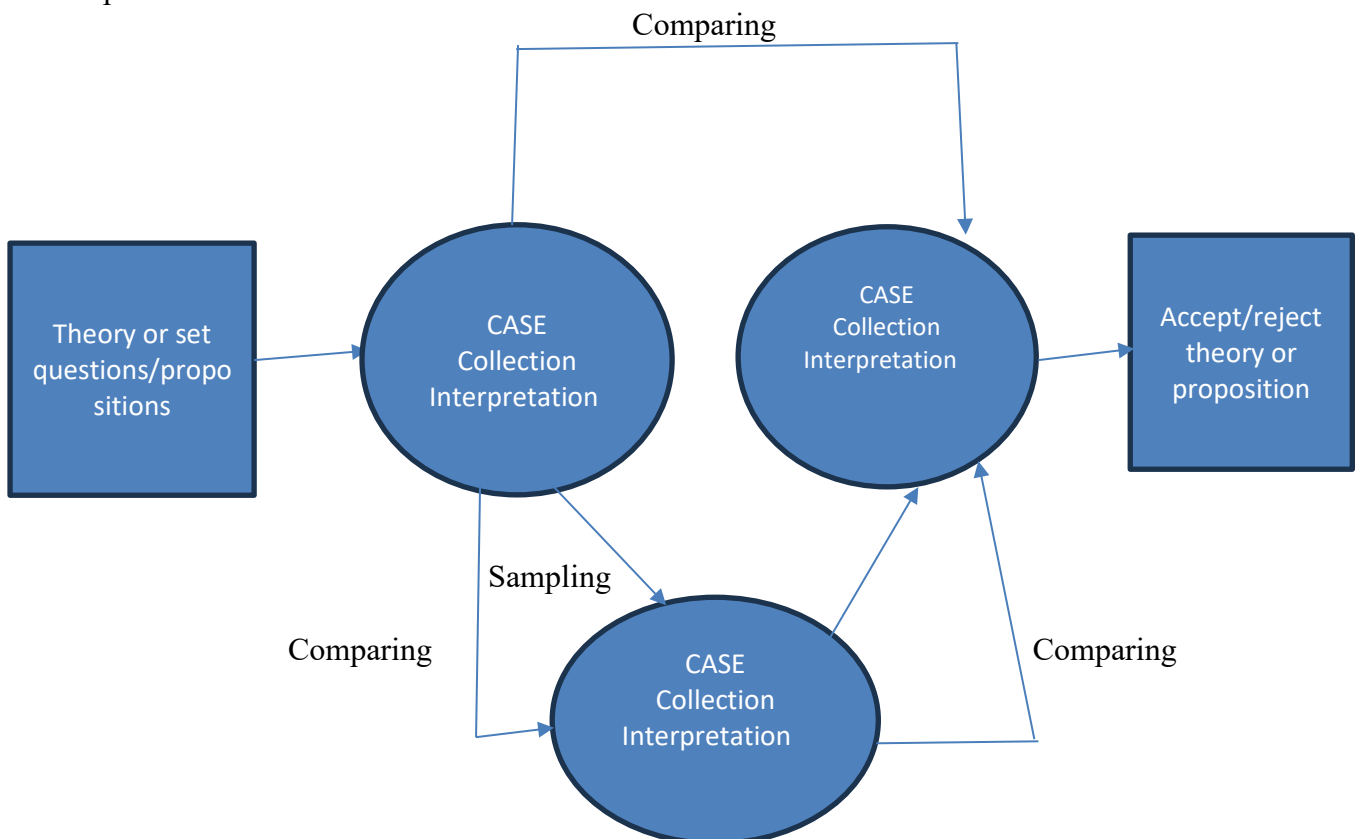 Comparing
Theory or set
questions/propo
sitions
CASE
Collection
Interpretation
CASE
Collection
Interpretation
Accept/reject
theory or
proposition
Sampling
Comparing
CASE
Collection
Interpretation
Comparing